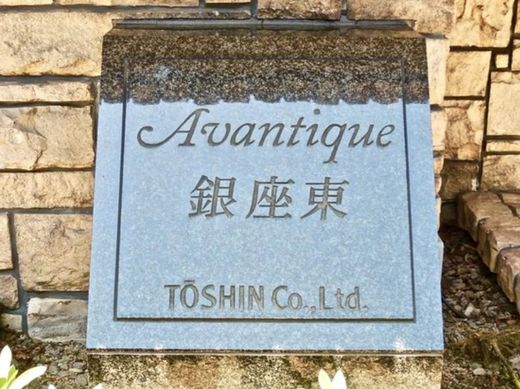 Avantique
銀座東
TŌSHIN Co.,Ltd.